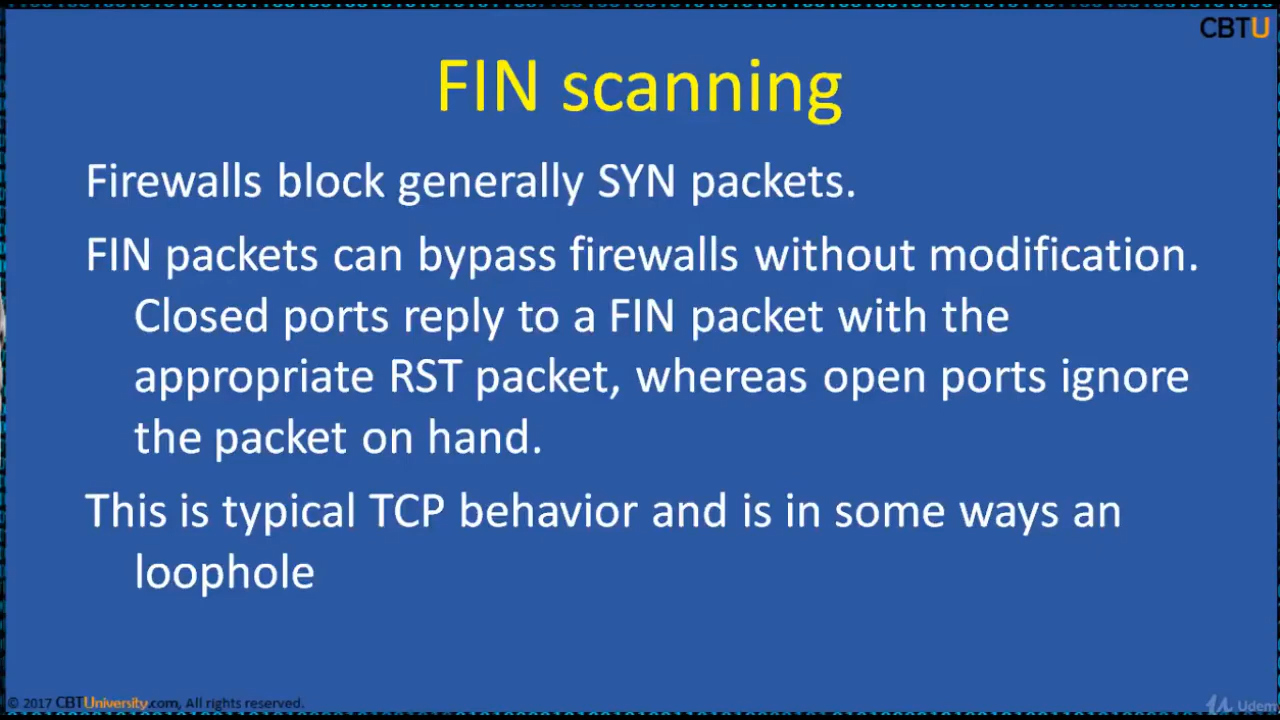 CBTU
FIN scanning
Firewalls block generally SYN packets.
FIN packets can bypass firewalls without modification.
Closed ports reply to a FIN packet with the
appropriate RST packet, whereas open ports ignore
the packet on hand.
This is typical TCP behavior and is in some ways an
loophole
© 2017 CBTUniversity.com, All rights reserved.